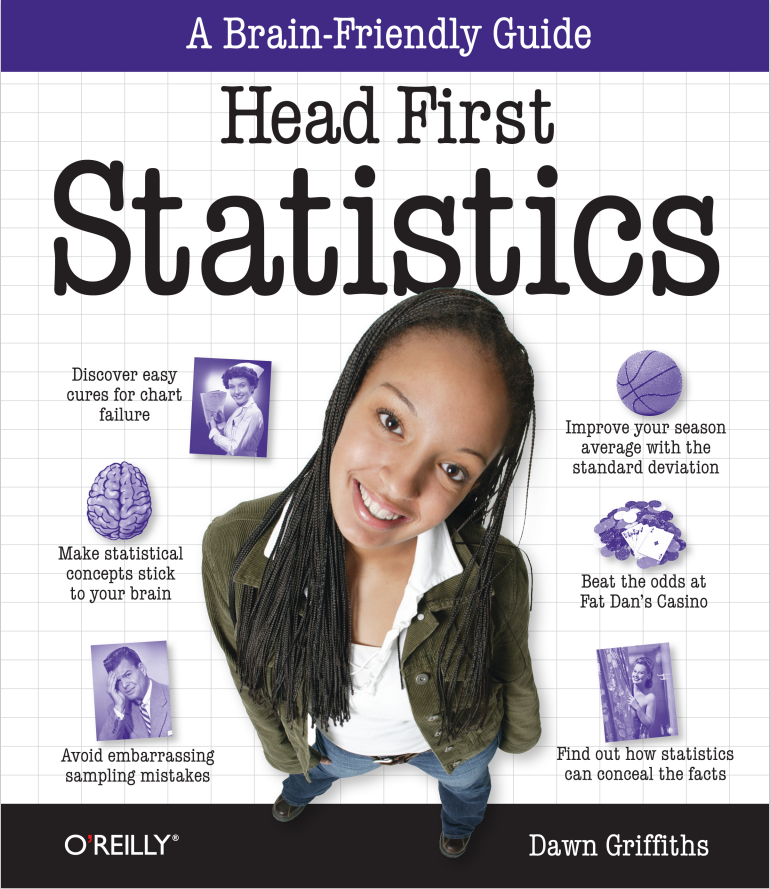 A Brain-Friendly Guide
Head First
Statistics
Discover easy
cures for chart
failure
Improve your season
average with the
standard deviation
Make statistical
concepts stick
to your brain
Beat the odds at
Fat Dan's Casino
Avoid embarrassing
sampling mistakes
Find out how statistics
can conceal the facts
O'REILLY®
Dawn Griffiths